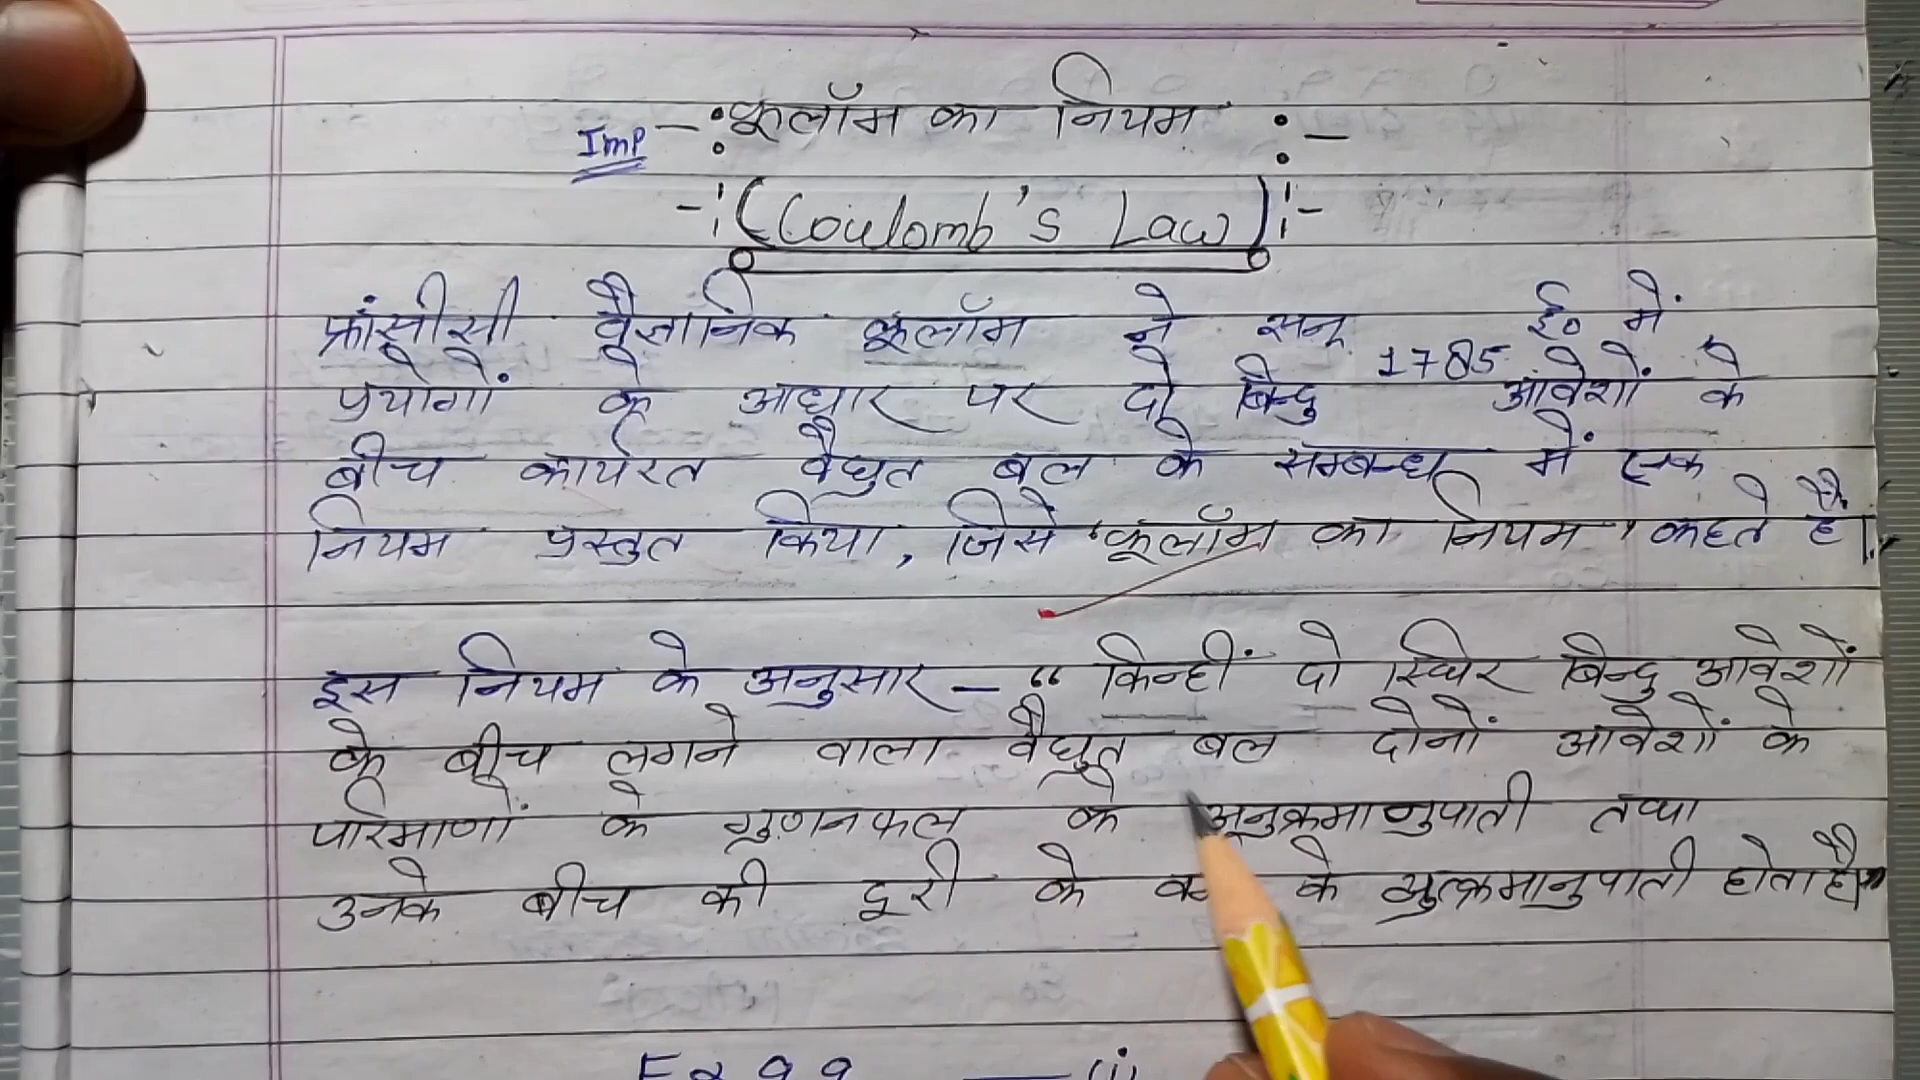 Imp -: कूलॉम का नियम :-
-: (Coulomb's Law) :-
फ्रांसीसी वैज्ञानिक कूलॉम ने सन् 1785 ई० में
प्रयोगों के आधार पर दो बिन्दु आवेशों के
बीच कार्यरत वैद्युत बल के सम्बन्ध में एक
नियम प्रस्तुत किया, जिसे 'कूलॉम का नियम' कहते हैं।
इस नियम के अनुसार - "किन्हीं दो स्थिर बिन्दु आवेशों
के बीच लगने वाला वैद्युत बल दोनों आवेशों के
परिमाणों के गुणनफल के अनुक्रमानुपाती तथा
उनके बीच की दूरी के के व्युत्क्रमानुपाती होता है।"
(i)